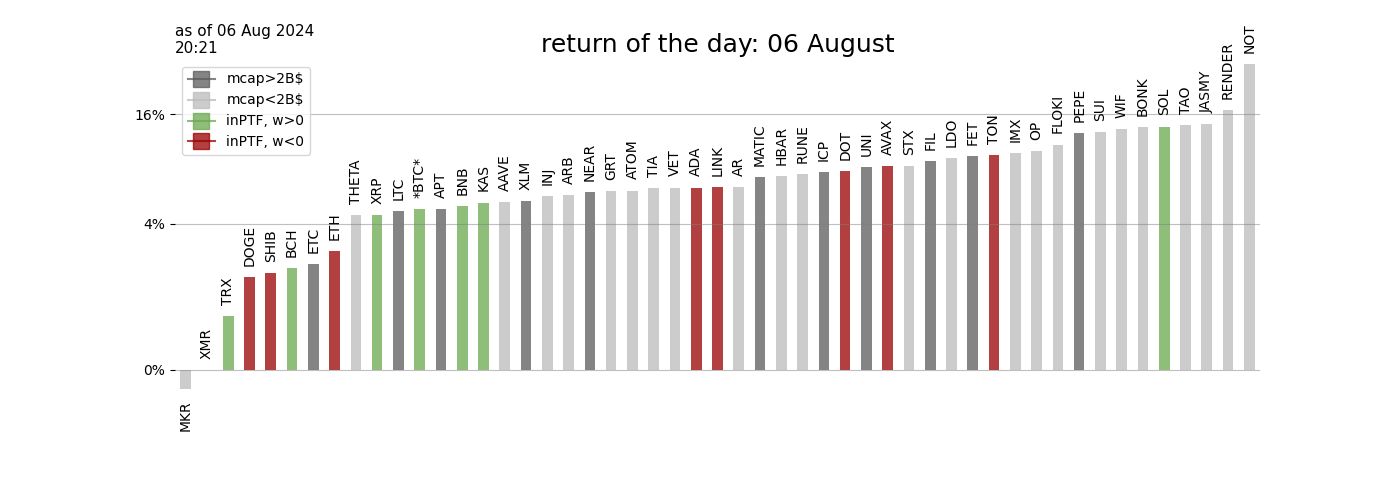 as of 06 Aug 2024
20:21
return of the day: 06 August
mcap>2B$
mcap<2B$
inPTF, w>0
inPTF, w<0
16%
4%
0%
MKR
XMR
TRX
DOGE
SHIB
BCH
ETC
ETH
THETA
XRP
LTC
*BTC*
APT
BNB
KAS
AAVE
XLM
INJ
ARB
NEAR
GRT
ATOM
TIA
VET
ADA
LINK
AR
MATIC
HBAR
RUNE
ICP
DOT
UNI
AVAX
STX
FIL
LDO
FET
TON
IMX
OP
FLOKI
PEPE
SUI
WIF
BONK
SOL
TAO
JASMY
RENDER
NOT